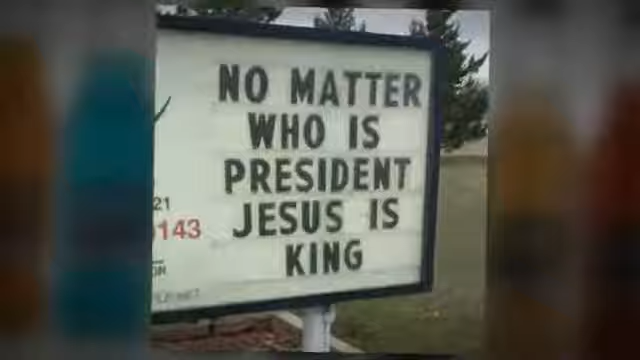 NO MATTER
WHO IS
PRESIDENT
JESUS IS
KING
21
143